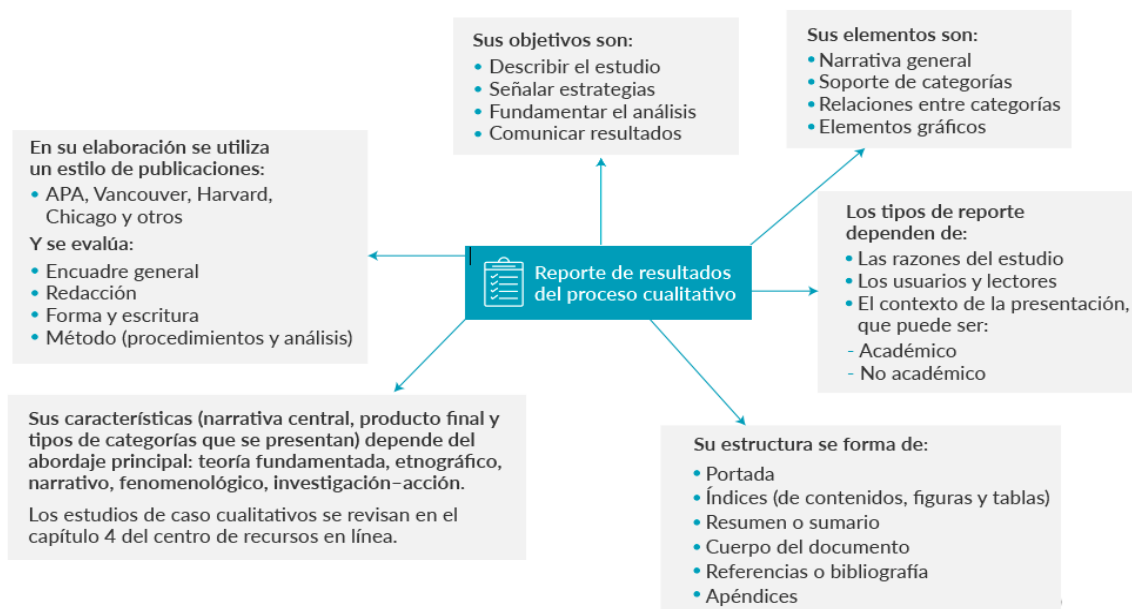 Sus objetivos son:
• Describir el estudio
• Señalar estrategias
• Fundamentar el análisis
• Comunicar resultados
Sus elementos son:
• Narrativa general
• Soporte de categorías
• Relaciones entre categorías
• Elementos gráficos
En su elaboración se utiliza
un estilo de publicaciones:
• APA, Vancouver, Harvard,
Chicago y otros
Y se evalúa:
• Encuadre general
• Redacción
• Forma y escritura
• Método (procedimientos y análisis)
Reporte de resultados
del proceso cualitativo
Los tipos de reporte
dependen de:
• Las razones del estudio
• Los usuarios y lectores
• El contexto de la presentación,
que puede ser:
- Académico
- No académico
Sus características (narrativa central, producto final y
tipos de categorías que se presentan) depende del
abordaje principal: teoría fundamentada, etnográfico,
narrativo, fenomenológico, investigación–acción.
Los estudios de caso cualitativos se revisan en el
capítulo 4 del centro de recursos en línea.
Su estructura se forma de:
• Portada
• Índices (de contenidos, figuras y tablas)
• Resumen o sumario
• Cuerpo del documento
• Referencias o bibliografía
• Apéndices